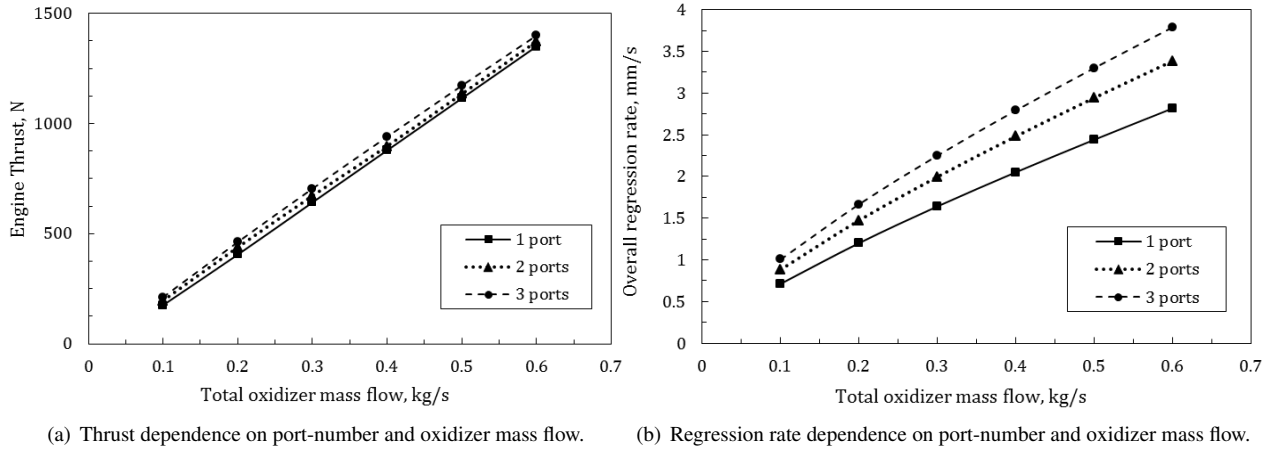 1500
1000
500
0
Engine Thrust, N
1 port
2 ports
3 ports
0 0.1 0.2 0.3 0.4 0.5 0.6 0.7
Total oxidizer mass flow, kg/s
(a) Thrust dependence on port-number and oxidizer mass flow.
4
3.5
3
2.5
2
1.5
1
0.5
0
Overall regression rate, mm/s
1 port
2 ports
3 ports
0 0.1 0.2 0.3 0.4 0.5 0.6 0.7
Total oxidizer mass flow, kg/s
(b) Regression rate dependence on port-number and oxidizer mass flow.